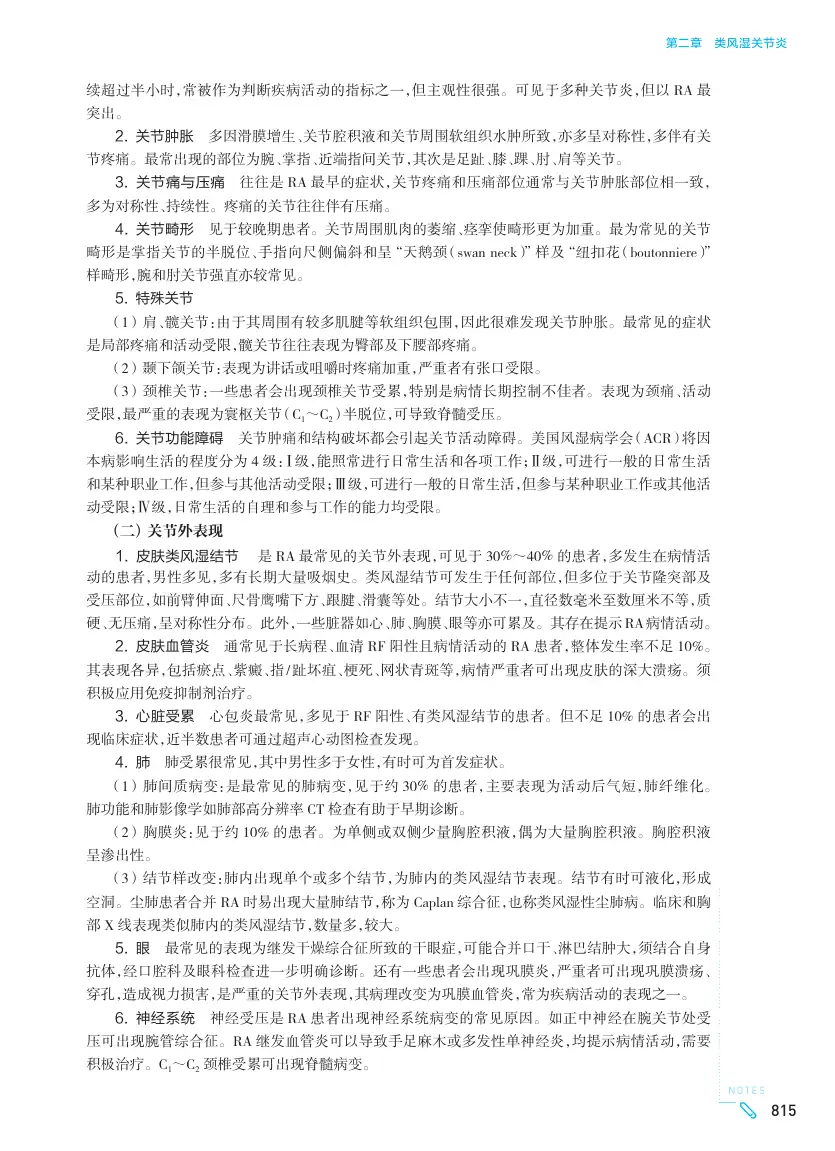 第二章 类风湿关节炎
续超过半小时,常被作为判断疾病活动的指标之一,但主观性很强。可见于多种关节炎,但以 RA 最
突出。
2. 关节肿胀 多因滑膜增生、关节腔积液和关节周围软组织水肿所致,亦多呈对称性,多伴有关
节疼痛。最常出现的部位为腕、掌指、近端指间关节,其次是足趾、膝、踝、肘、肩等关节。
3. 关节痛与压痛 往往是 RA 最早的症状,关节疼痛和压痛部位通常与关节肿胀部位相一致,
多为对称性、持续性。疼痛的关节往往伴有压痛。
4. 关节畸形 见于较晚期患者。关节周围肌肉的萎缩、痉挛使畸形更为加重。最为常见的关节
畸形是掌指关节的半脱位、手指向尺侧偏斜和呈“天鹅颈(swan neck)”样及“纽扣花(boutonniere)”
样畸形,腕和肘关节强直亦较常见。
5. 特殊关节
(1)肩、髋关节:由于其周围有较多肌腱等软组织包围,因此很难发现关节肿胀。最常见的症状
是局部疼痛和活动受限,髋关节往往表现为臀部及下腰部疼痛。
(2)颞下颌关节:表现为讲话或咀嚼时疼痛加重,严重者有张口受限。
(3)颈椎关节:一些患者会出现颈椎关节受累,特别是病情长期控制不佳者。表现为颈痛、活动
受限,最严重的表现为寰枢关节(C₁～C₂)半脱位,可导致脊髓受压。
6. 关节功能障碍 关节肿痛和结构破坏都会引起关节活动障碍。美国风湿病学会(ACR)将因
本病影响生活的程度分为 4 级:Ⅰ级,能照常进行日常生活和各项工作;Ⅱ级,可进行一般的日常生活
和某种职业工作,但参与其他活动受限;Ⅲ级,可进行一般的日常生活,但参与某种职业工作或其他活
动受限;Ⅳ级,日常生活的自理和参与工作的能力均受限。
(二)关节外表现
1. 皮肤类风湿结节 是 RA 最常见的关节外表现,可见于 30%～40% 的患者,多发生在病情活
动的患者,男性多见,多有长期大量吸烟史。类风湿结节可发生于任何部位,但多位于关节隆突部及
受压部位,如前臂伸面、尺骨鹰嘴下方、跟腱、滑囊等处。结节大小不一,直径数毫米至数厘米不等,质
硬、无压痛,呈对称性分布。此外,一些脏器如心、肺、胸膜、眼等亦可累及。其存在提示RA病情活动。
2. 皮肤血管炎 通常见于长病程、血清 RF 阳性且病情活动的 RA 患者,整体发生率不足 10%。
其表现各异,包括瘀点、紫癜、指/趾坏疽、梗死、网状青斑等,病情严重者可出现皮肤的深大溃疡。须
积极应用免疫抑制剂治疗。
3. 心脏受累 心包炎最常见,多见于 RF 阳性、有类风湿结节的患者。但不足 10% 的患者会出
现临床症状,近半数患者可通过超声心动图检查发现。
4. 肺 肺受累很常见,其中男性多于女性,有时可为首发症状。
(1)肺间质病变:是最常见的肺病变,见于约 30% 的患者,主要表现为活动后气短,肺纤维化。
肺功能和肺影像学如肺部高分辨率 CT 检查有助于早期诊断。
(2)胸膜炎:见于约 10% 的患者。为单侧或双侧少量胸腔积液,偶为大量胸腔积液。胸腔积液
呈渗出性。
(3)结节样改变:肺内出现单个或多个结节,为肺内的类风湿结节表现。结节有时可液化,形成
空洞。尘肺患者合并 RA 时易出现大量肺结节,称为 Caplan 综合征,也称类风湿性尘肺病。临床和胸
部 X 线表现类似肺内的类风湿结节,数量多,较大。
5. 眼 最常见的表现为继发干燥综合征所致的干眼症,可能合并口干、淋巴结肿大,须结合自身
抗体,经口腔科及眼科检查进一步明确诊断。还有一些患者会出现巩膜炎,严重者可出现巩膜溃疡、
穿孔,造成视力损害,是严重的关节外表现,其病理改变为巩膜血管炎,常为疾病活动的表现之一。
6. 神经系统 神经受压是 RA 患者出现神经系统病变的常见原因。如正中神经在腕关节处受
压可出现腕管综合征。RA 继发血管炎可以导致手足麻木或多发性单神经炎,均提示病情活动,需要
积极治疗。C₁～C₂ 颈椎受累可出现脊髓病变。
NOTES
815